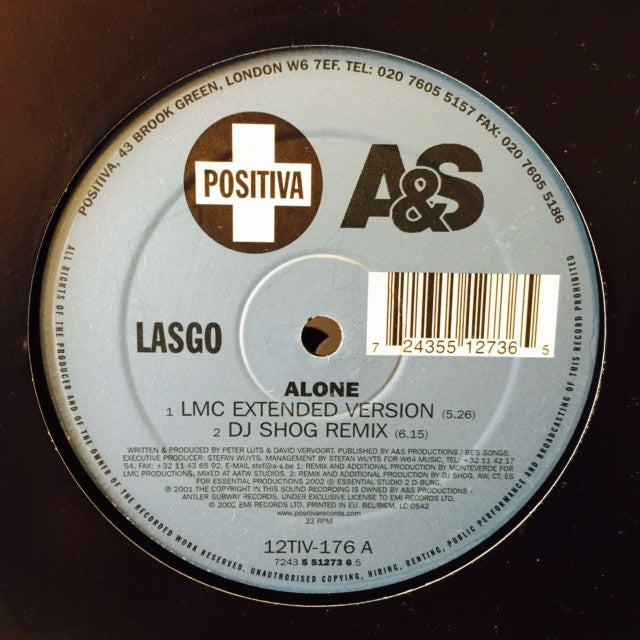 POSITIVA, 43 BROOK GREEN, LONDON W6 7EF. TEL: 020 7605 5157 FAX: 020 7605 5186
POSITIVA
A&S
7 24355 12736 5
LASGO
ALONE
1 LMC EXTENDED VERSION (5.26)
2 DJ SHOG REMIX (6.15)
WRITTEN & PRODUCED BY PETER LUTS & DAVID VERVOORT. PUBLISHED BY A&S PRODUCTIONS / BE'S SONGS.
EXECUTIVE PRODUCER: STEFAN WUYTS. MANAGEMENT BY STEFAN WUYTS FOR W64 MUSIC, TEL: +32 11 42 17
54, FAX: +32 11 43 65 92, E-MAIL stef@a-s.be 1: REMIX AND ADDITIONAL PRODUCTION BY MONTEVERDE FOR
LMC PRODUCTIONS, MIXED AT AATW STUDIOS. 2: REMIX AND ADDITIONAL PRODUCTION BY DJ SHOG, AW, CT, ES
FOR ESSENTIAL PRODUCTIONS 2002 @ ESSENTIAL STUDIO 2 D-BURG.
℗ 2001 THE COPYRIGHT IN THIS SOUND RECORDING IS OWNED BY A&S PRODUCTIONS -
ANTLER SUBWAY RECORDS, UNDER EXCLUSIVE LICENSE TO EMI RECORDS LTD.
© 2002 EMI RECORDS LTD. PRINTED IN EU. BEL/BIEM. LC 0542
www.positivarecords.com
33 RPM
12TIV-176 A
7243 5 51273 6 5
ALL RIGHTS OF THE PRODUCER AND OF THE OWNER OF THE RECORDED WORK RESERVED. UNAUTHORISED COPYING, HIRING, RENTING, PUBLIC PERFORMANCE AND BROADCASTING OF THIS RECORD PROHIBITED